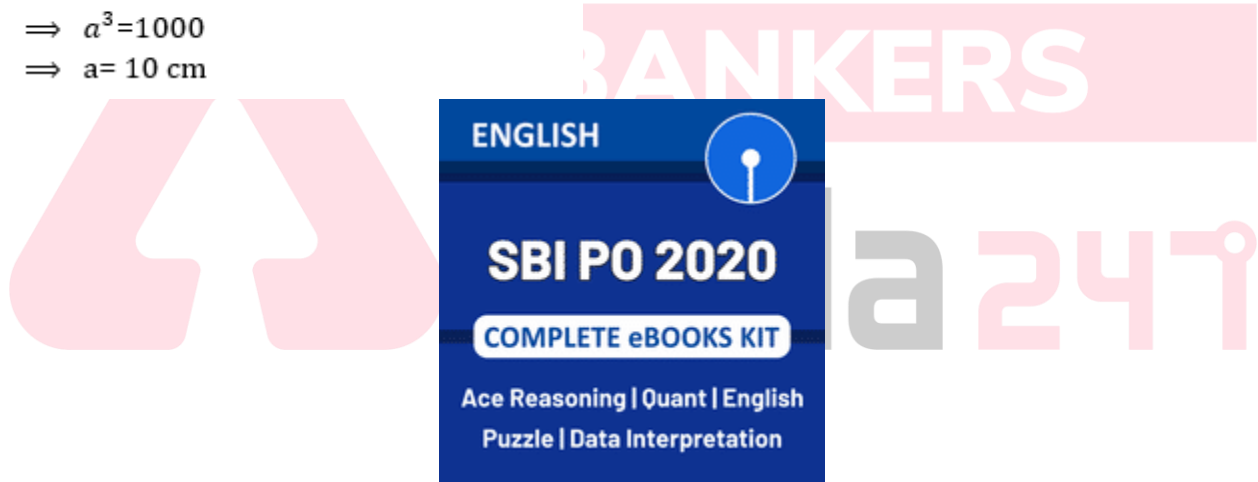 ⟹ a³=1000
⟹ a= 10 cm
BANKERS
ENGLISH
SBI PO 2020
a 247
COMPLETE eBOOKS KIT
Ace Reasoning | Quant | English
Puzzle | Data Interpretation